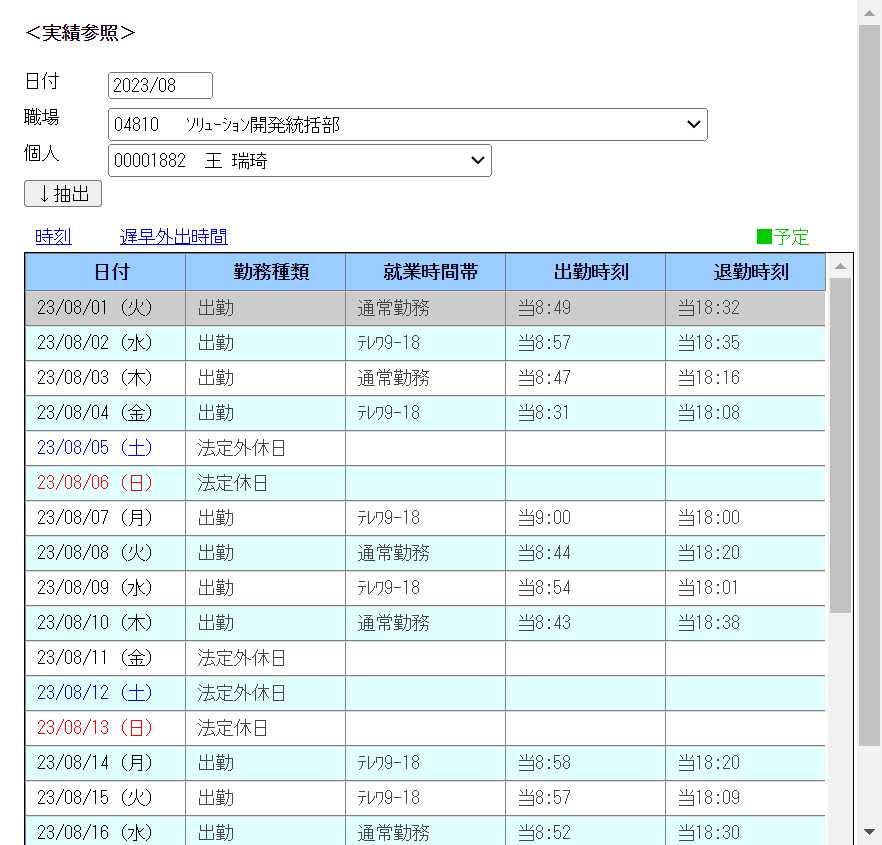 ＜実績参照＞
日付 2023/08
職場 04810 ｿﾘｭｰｼｮﾝ開発統括部
個人 00001882 王 瑞琦
↓抽出
時刻 遅早外出時間 ■予定
日付 勤務種類 就業時間帯 出勤時刻 退勤時刻
23/08/01 (火) 出勤 通常勤務 当8:49 当18:32
23/08/02 (水) 出勤 ﾃﾚﾜ9-18 当8:57 当18:35
23/08/03 (木) 出勤 通常勤務 当8:47 当18:16
23/08/04 (金) 出勤 ﾃﾚﾜ9-18 当8:31 当18:08
23/08/05 (土) 法定外休日
23/08/06 (日) 法定休日
23/08/07 (月) 出勤 ﾃﾚﾜ9-18 当9:00 当18:00
23/08/08 (火) 出勤 通常勤務 当8:44 当18:20
23/08/09 (水) 出勤 ﾃﾚﾜ9-18 当8:54 当18:01
23/08/10 (木) 出勤 通常勤務 当8:43 当18:38
23/08/11 (金) 法定外休日
23/08/12 (土) 法定外休日
23/08/13 (日) 法定休日
23/08/14 (月) 出勤 ﾃﾚﾜ9-18 当8:58 当18:20
23/08/15 (火) 出勤 ﾃﾚﾜ9-18 当8:57 当18:09
23/08/16 (水) 出勤 通常勤務 当8:52 当18:30